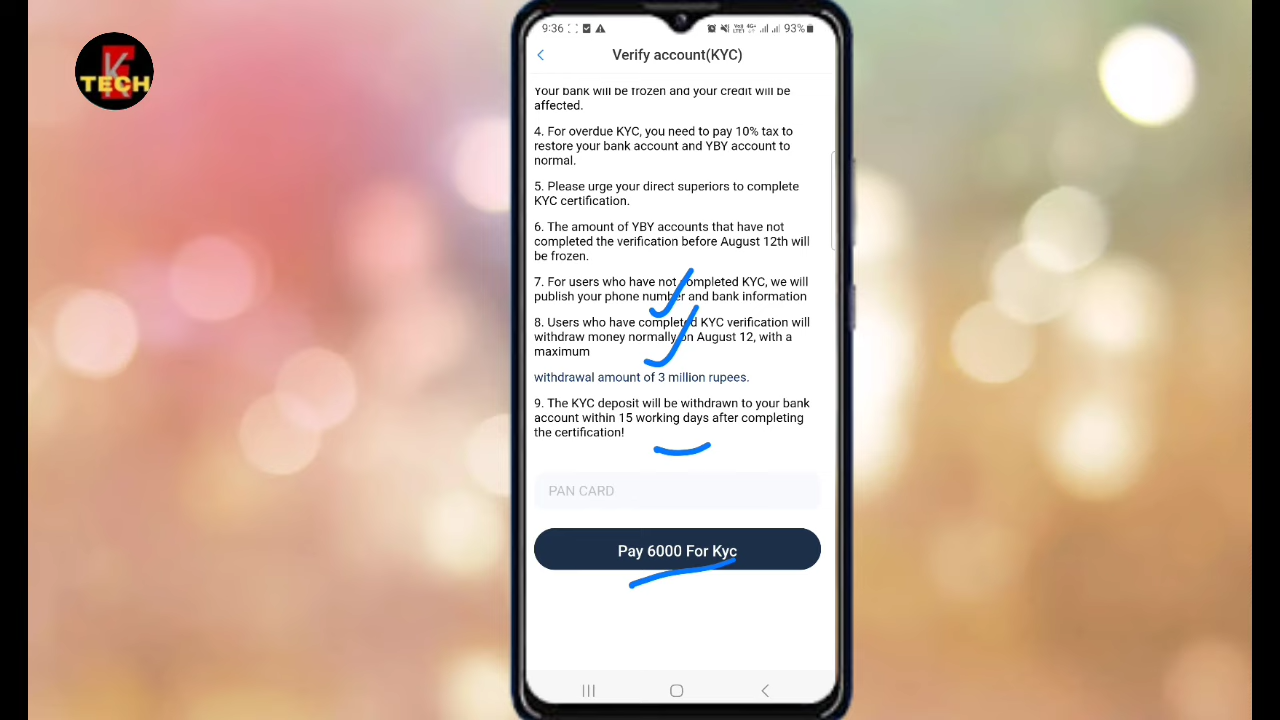 K
TECH
9:36
93%
Verify account(KYC)
Your bank will be frozen and your credit will be
affected.
4. For overdue KYC, you need to pay 10% tax to
restore your bank account and YBY account to
normal.
5. Please urge your direct superiors to complete
KYC certification.
6. The amount of YBY accounts that have not
completed the verification before August 12th will
be frozen.
7. For users who have not completed KYC, we will
publish your phone number and bank information
8. Users who have completed KYC verification will
withdraw money normally on August 12, with a
maximum
withdrawal amount of 3 million rupees.
9. The KYC deposit will be withdrawn to your bank
account within 15 working days after completing
the certification!
PAN CARD
Pay 6000 For Kyc